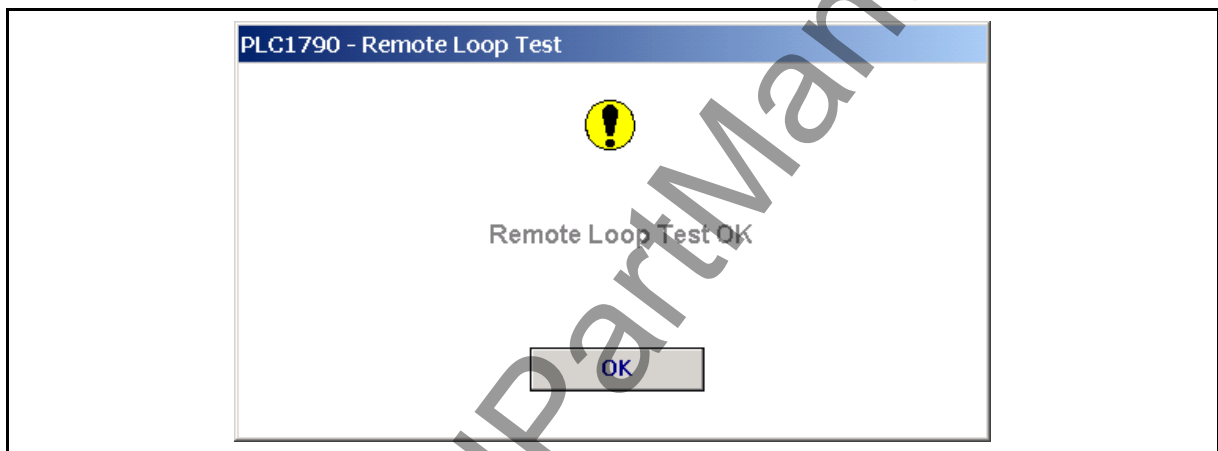 PLC1790 - Remote Loop Test
Remote Loop Test OK
OK